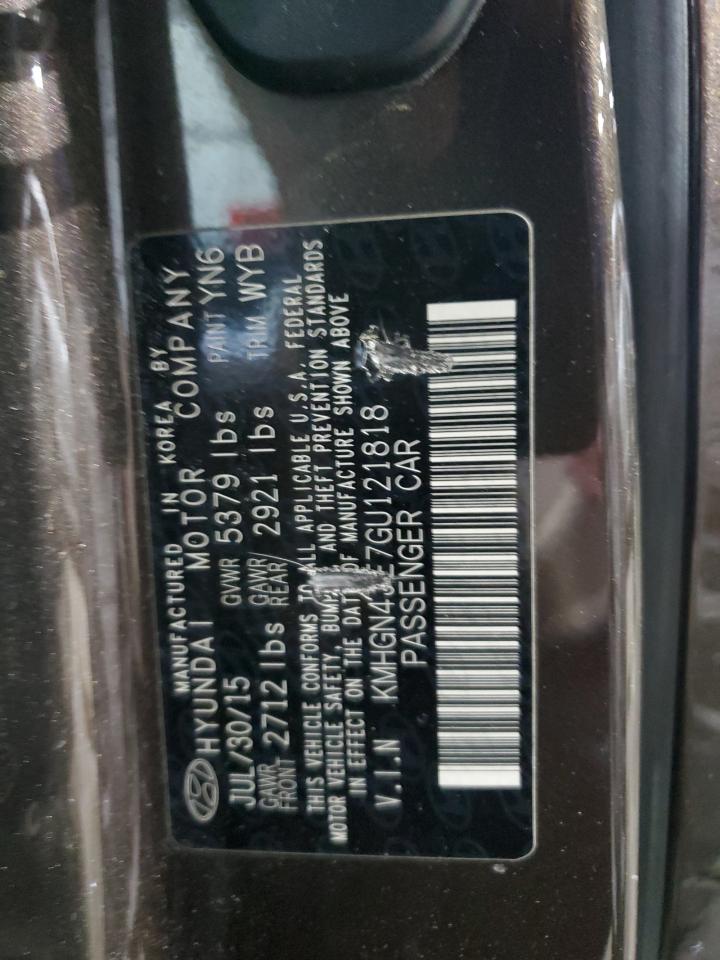 MANUFACTURED IN KOREA BY
HYUNDAI MOTOR COMPANY
JUL/30/15 GVWR 5379 lbs PAINT YN6
GAWR FRONT 2712 lbs GAWR REAR 2921 lbs TRIM WYB
THIS VEHICLE CONFORMS TO ALL APPLICABLE U.S.A. FEDERAL
MOTOR VEHICLE SAFETY, AND THEFT PREVENTION STANDARDS
IN EFFECT ON THE DATE OF MANUFACTURE SHOWN ABOVE
V.I.N
PASSENGER CAR